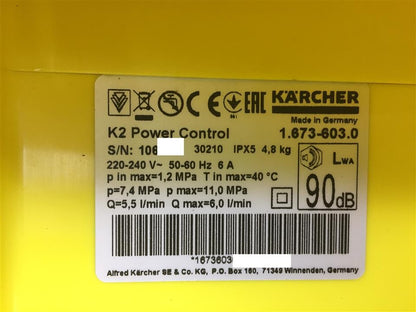 CE EAC KÄRCHER
Made in Germany
K2 Power Control 1.673-603.0
S/N: 106 30210 IPX5 4,8 kg
220-240 V~ 50-60 Hz 6 A
p in max=1,2 MPa T in max=40 °C
p=7,4 MPa p max=11,0 MPa
Q=5,5 l/min Q max=6,0 l/min
LWA
90dB
*1673603
Alfred Kärcher SE & Co. KG, P.O. Box 160, 71349 Winnenden, Germany